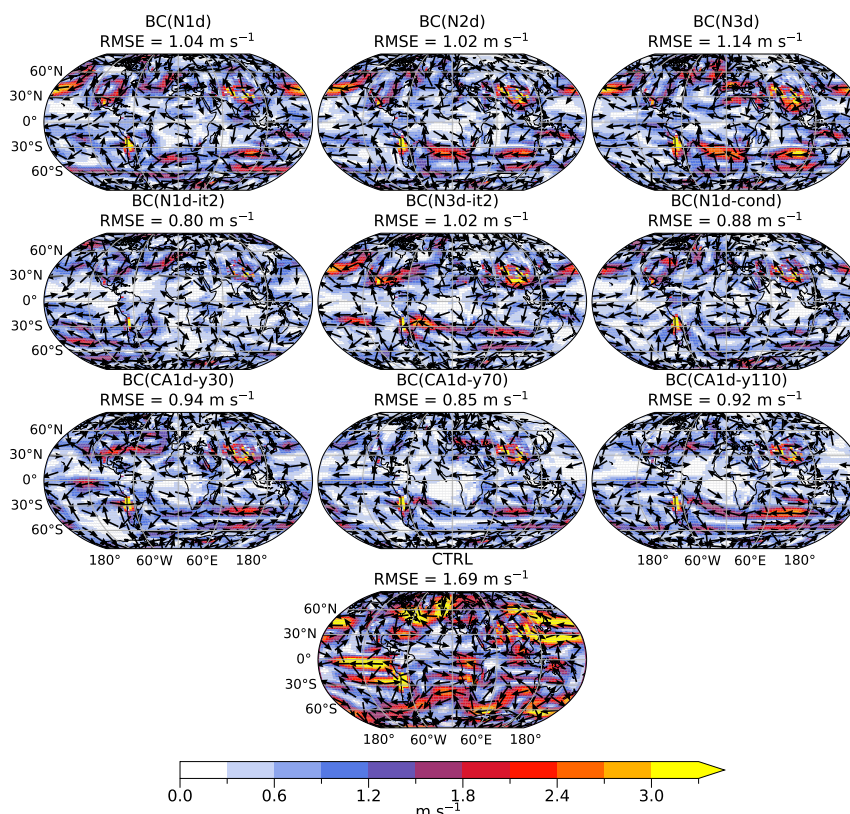 BC(N1d) BC(N2d) BC(N3d)
RMSE = 1.04 m s⁻¹ RMSE = 1.02 m s⁻¹ RMSE = 1.14 m s⁻¹
60°N
30°N
0°
30°S
60°S
BC(N1d-it2) BC(N3d-it2) BC(N1d-cond)
RMSE = 0.80 m s⁻¹ RMSE = 1.02 m s⁻¹ RMSE = 0.88 m s⁻¹
60°N
30°N
0°
30°S
60°S
BC(CA1d-y30) BC(CA1d-y70) BC(CA1d-y110)
RMSE = 0.94 m s⁻¹ RMSE = 0.85 m s⁻¹ RMSE = 0.92 m s⁻¹
60°N
30°N
0°
30°S
60°S
180° 60°W 60°E 180° 180° 60°W 60°E 180°
CTRL
RMSE = 1.69 m s⁻¹
60°N
30°N
0°
30°S
60°S
180° 60°W 60°E 180°
0.0 0.6 1.2 1.8 2.4 3.0
m s⁻¹